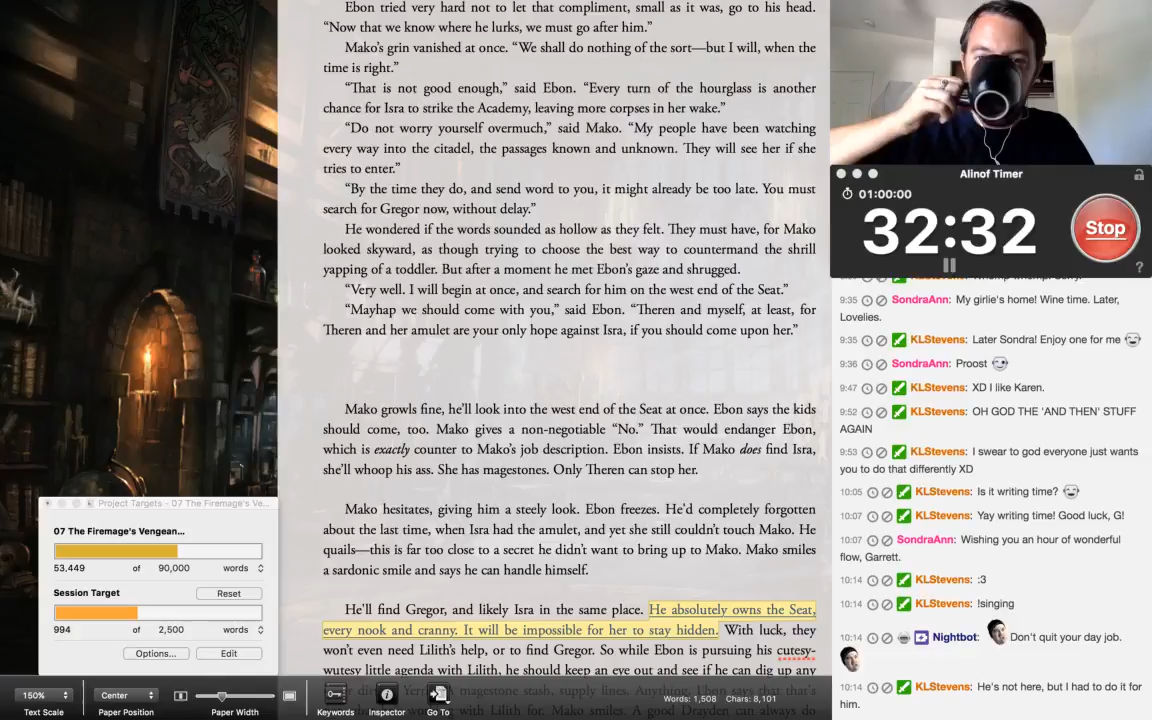 Ebon tried very hard not to let that compliment, small as it was, go to his head.
“Now that we know where he lurks, we must go after him.”
Mako’s grin vanished at once. “We shall do nothing of the sort—but I will, when the
time is right.”
“That is not good enough,” said Ebon. “Every turn of the hourglass is another
chance for Isra to strike the Academy, leaving more corpses in her wake.”
“Do not worry yourself overmuch,” said Mako. “My people have been watching
every way into the citadel, the passages known and unknown. They will see her if she
tries to enter.”
“By the time they do, and send word to you, it might already be too late. You must
search for Gregor now, without delay.”
He wondered if the words sounded as hollow as they felt. They must have, for Mako
looked skyward, as though trying to choose the best way to countermand the shrill
yapping of a toddler. But after a moment he met Ebon’s gaze and shrugged.
“Very well. I will begin at once, and search for him on the west end of the Seat.”
“Mayhap we should come with you,” said Ebon. “Theren and myself, at least, for
Theren and her amulet are your only hope against Isra, if you should come upon her.”
Mako growls fine, he’ll look into the west end of the Seat at once. Ebon says the kids
should come, too. Mako gives a non-negotiable “No.” That would endanger Ebon,
which is exactly counter to Mako’s job description. Ebon insists. If Mako does find Isra,
she’ll whoop his ass. She has magestones. Only Theren can stop her.
Mako hesitates, giving him a steely look. Ebon freezes. He’d completely forgotten
about the last time, when Isra had the amulet, and yet she still couldn’t touch Mako. He
quails—this is far too close to a secret he didn’t want to bring up to Mako. Mako smiles
a sardonic smile and says he can handle himself.
He’ll find Gregor, and likely Isra in the same place. He absolutely owns the Seat,
every nook and cranny. It will be impossible for her to stay hidden. With luck, they
won’t even need Lilith’s help, or to find Gregor. So while Ebon is pursuing his cutesy-
wutesy little agenda with Lilith, he should keep an eye out and see if he can dig up any
magestone stash, supply lines.
with Lilith for. Mako smiles. A good Drayden can always do
Project Targets - 07 The Firemage's Ve...
07 The Firemage's Vengean...
53,449 of 90,000 words
Session Target
Reset
994 of 2,500 words
Options...
Edit
150%
Text Scale
Center
Paper Position
Paper Width
Keywords
Inspector
Go To
Words: 1,508 Chars: 8,101
Alinof Timer
01:00:00
32:32
Stop
?
9:35 SondraAnn: My girlie's home! Wine time. Later,
Lovelies.
9:35 KLStevens: Later Sondra! Enjoy one for me
9:36 SondraAnn: Proost
9:47 KLStevens: XD I like Karen.
9:52 KLStevens: OH GOD THE 'AND THEN' STUFF
AGAIN
9:53 KLStevens: I swear to god everyone just wants
you to do that differently XD
10:05 KLStevens: Is it writing time?
10:07 KLStevens: Yay writing time! Good luck, G!
10:07 SondraAnn: Wishing you an hour of wonderful
flow, Garrett.
10:14 KLStevens: :3
10:14 KLStevens: !singing
10:14 Nightbot: Don't quit your day job.
10:14 KLStevens: He's not here, but I had to do it for
him.